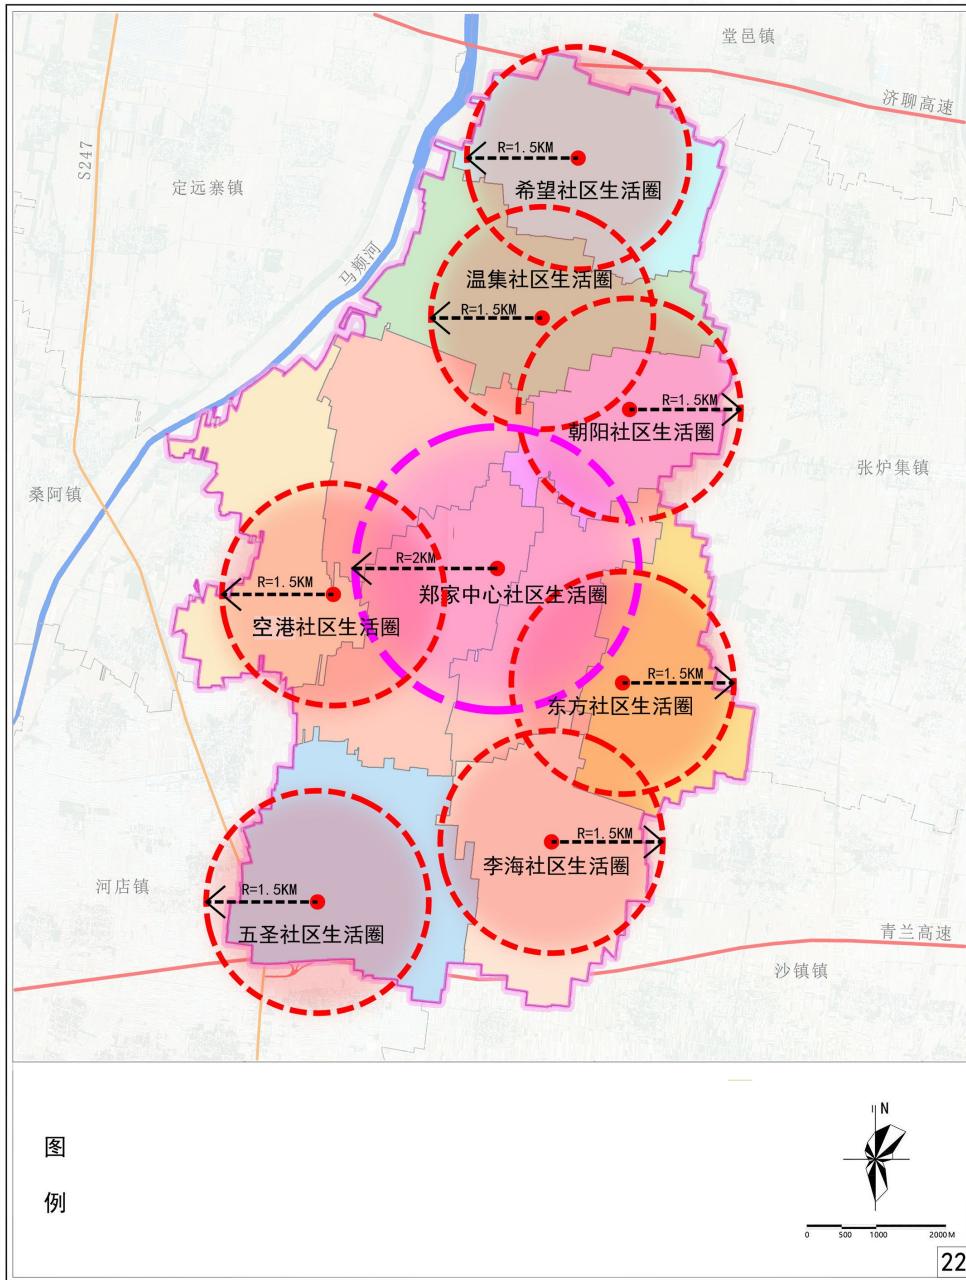 堂邑镇
济聊高速
S247
定远寨镇
R=1.5KM
希望社区生活圈
马颊河
温集社区生活圈
R=1.5KM
R=1.5KM
朝阳社区生活圈
张炉集镇
桑阿镇
R=2KM
R=1.5KM
郑家中心社区生活圈
空港社区生活圈
R=1.5KM
东方社区生活圈
R=1.5KM
李海社区生活圈
河店镇
R=1.5KM
五圣社区生活圈
青兰高速
沙镇镇
图
例
N
0 500 1000 2000M
22